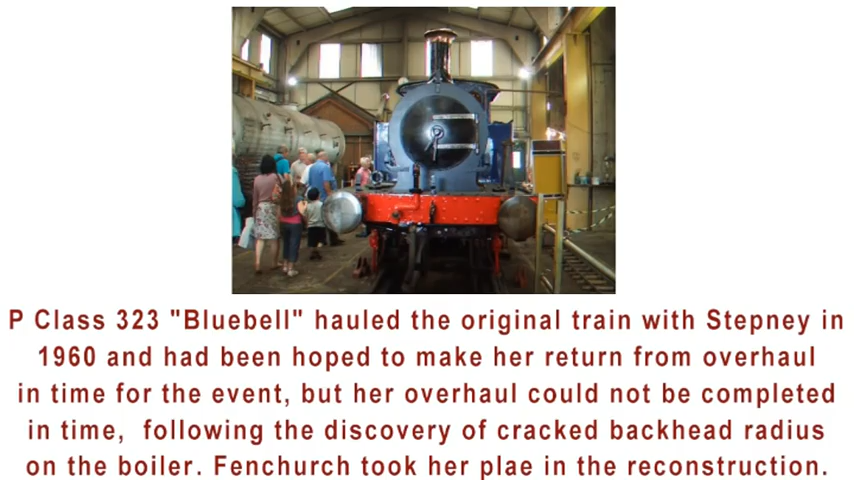 P Class 323 "Bluebell" hauled the original train with Stepney in
1960 and had been hoped to make her return from overhaul
in time for the event, but her overhaul could not be completed
in time, following the discovery of cracked backhead radius
on the boiler. Fenchurch took her plae in the reconstruction.